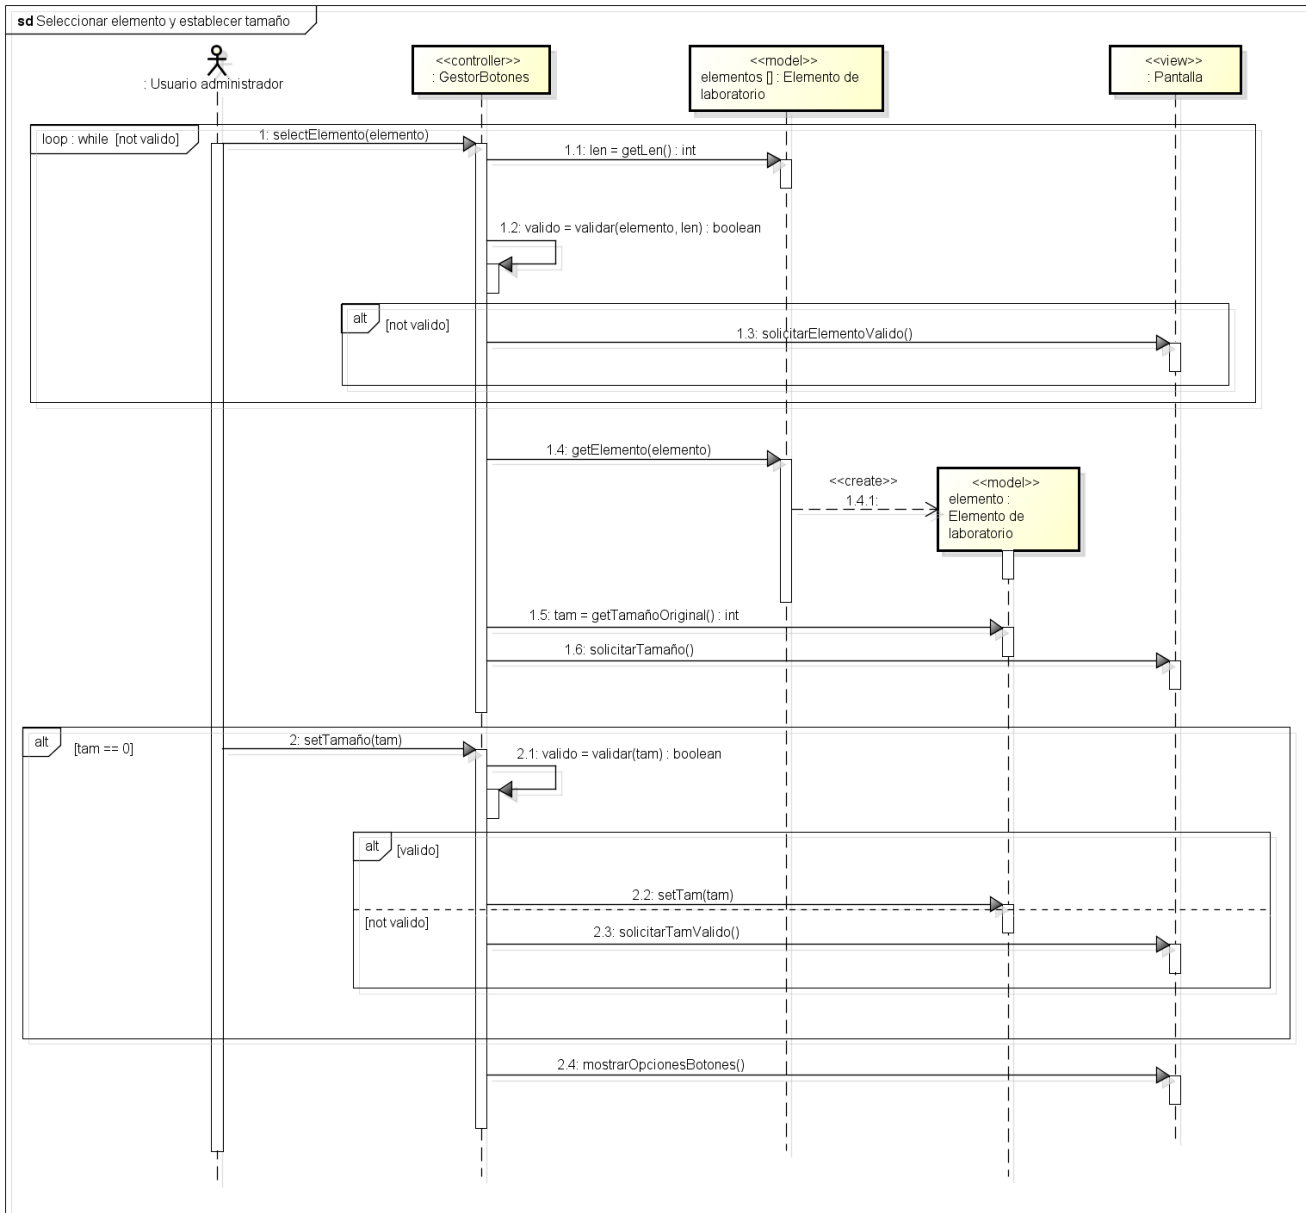 sd Seleccionar elemento y establecer tamaño
: Usuario administrador
<<controller>>
: GestorBotones
<<model>>
elementos [] : Elemento de
laboratorio
<<view>>
: Pantalla
loop : while [not valido]
1: selectElemento(elemento)
1.1: len = getLen() : int
1.2: valido = validar(elemento, len) : boolean
alt
[not valido]
1.3: solicitarElementoValido()
1.4: getElemento(elemento)
<<create>>
1.4.1:
<<model>>
elemento :
Elemento de
laboratorio
1.5: tam = getTamañoOriginal() : int
1.6: solicitarTamaño()
alt
[tam == 0]
2: setTamaño(tam)
2.1: valido = validar(tam) : boolean
alt
[valido]
2.2: setTam(tam)
[not valido]
2.3: solicitarTamValido()
2.4: mostrarOpcionesBotones()